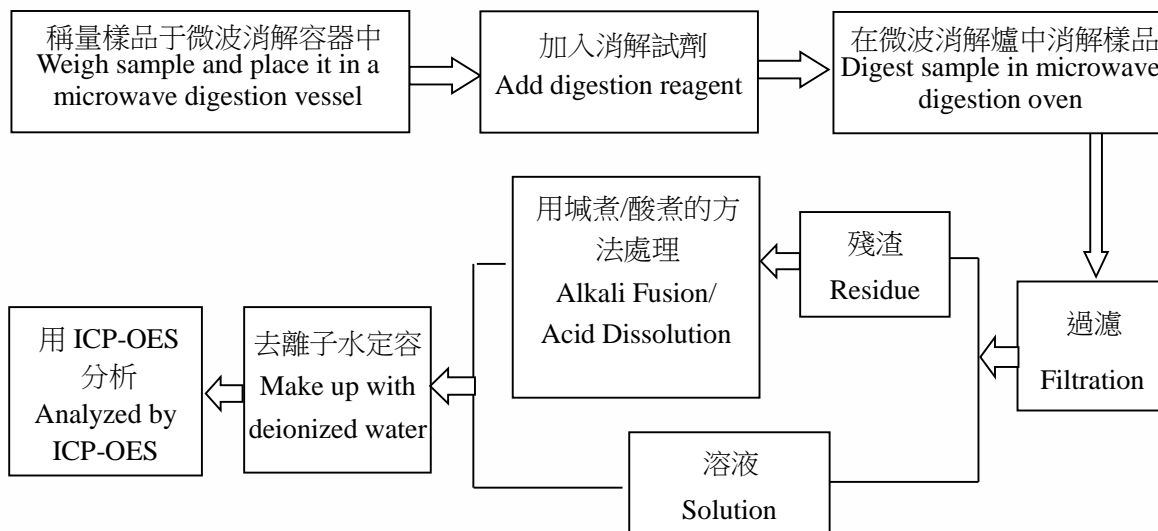 稱量樣品于微波消解容器中
Weigh sample and place it in a
microwave digestion vessel
加入消解試劑
Add digestion reagent
在微波消解爐中消解樣品
Digest sample in microwave
digestion oven
過濾
Filtration
殘渣
Residue
用堿煮/酸煮的方
法處理
Alkali Fusion/
Acid Dissolution
溶液
Solution
去離子水定容
Make up with
deionized water
用 ICP-OES
分析
Analyzed by
ICP-OES